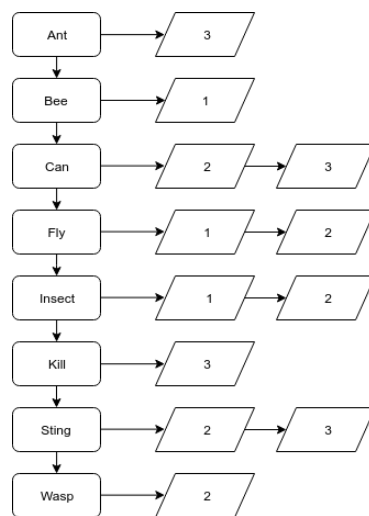 Ant 3
Bee 1
Can 2 3
Fly 1 2
Insect 1 2
Kill 3
Sting 2 3
Wasp 2